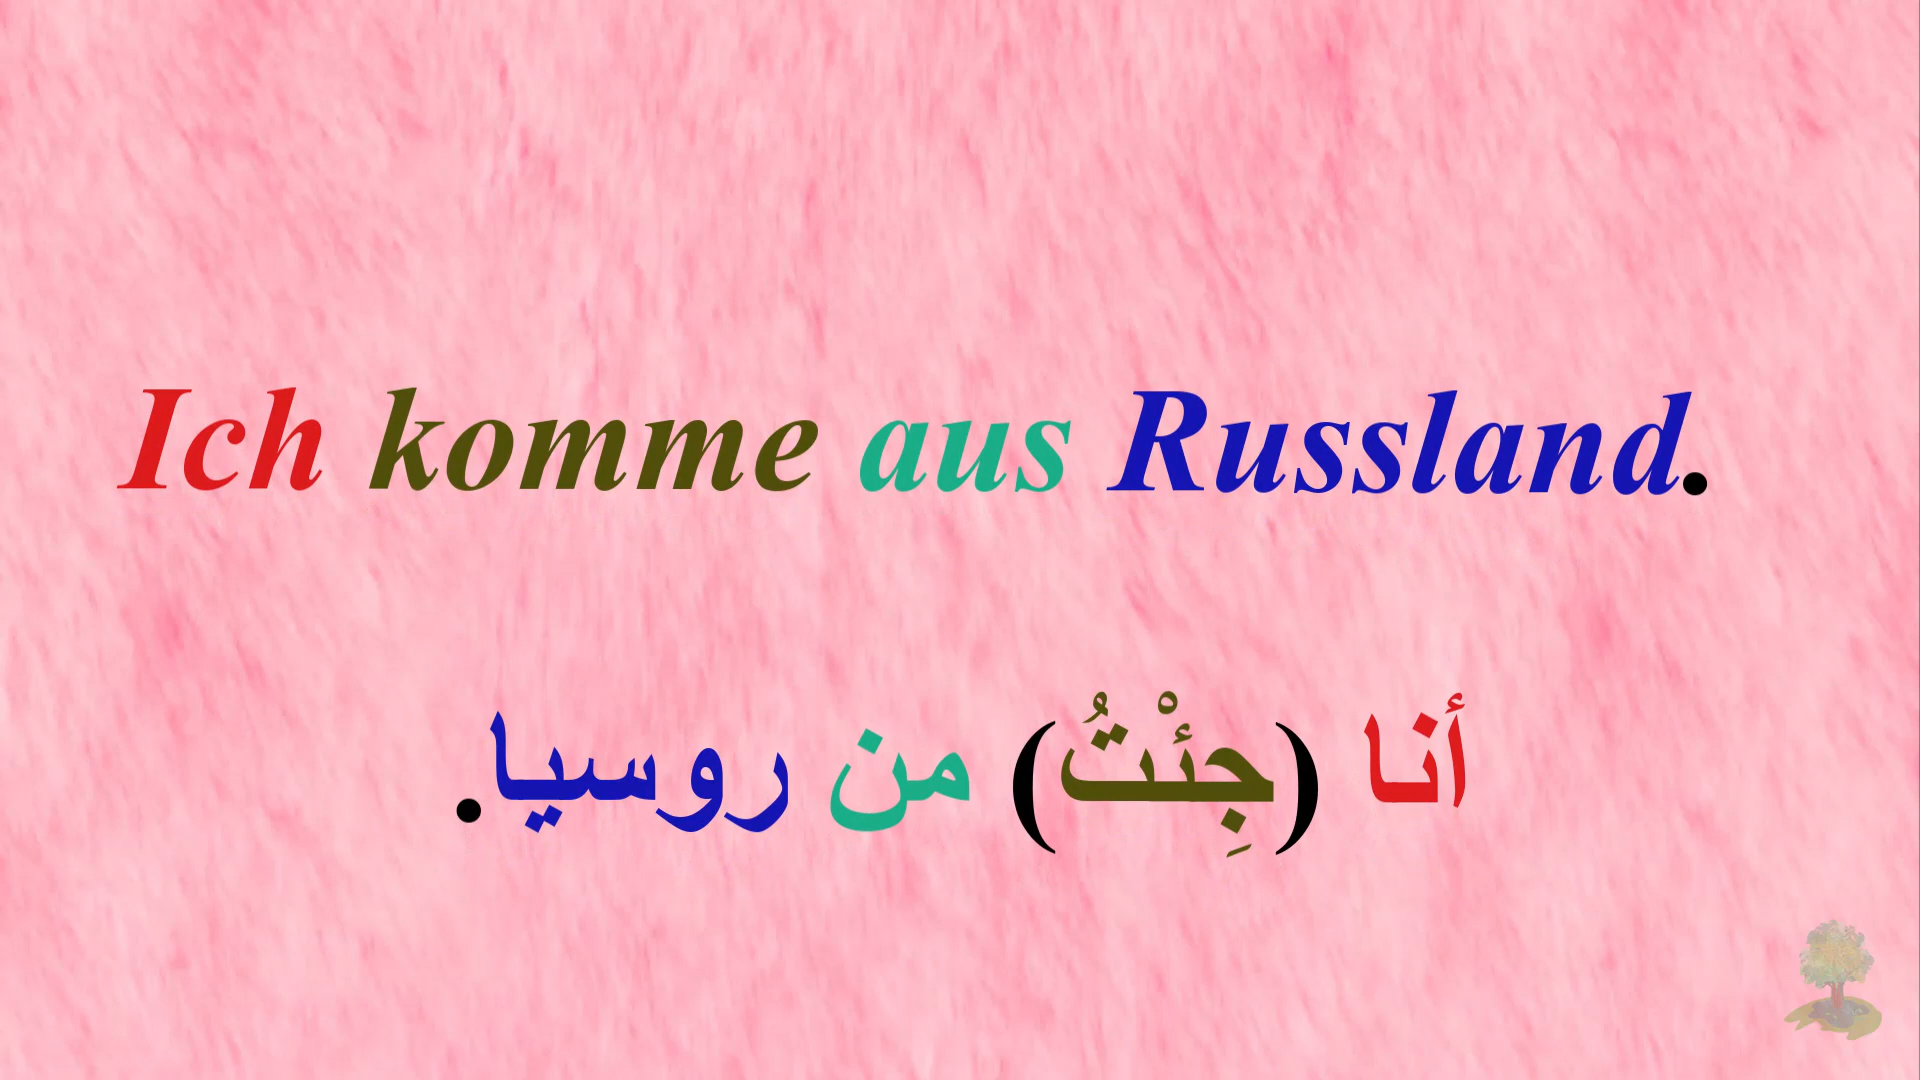 Ich komme aus Russland.
أنا (جِئْتُ) من روسيا.